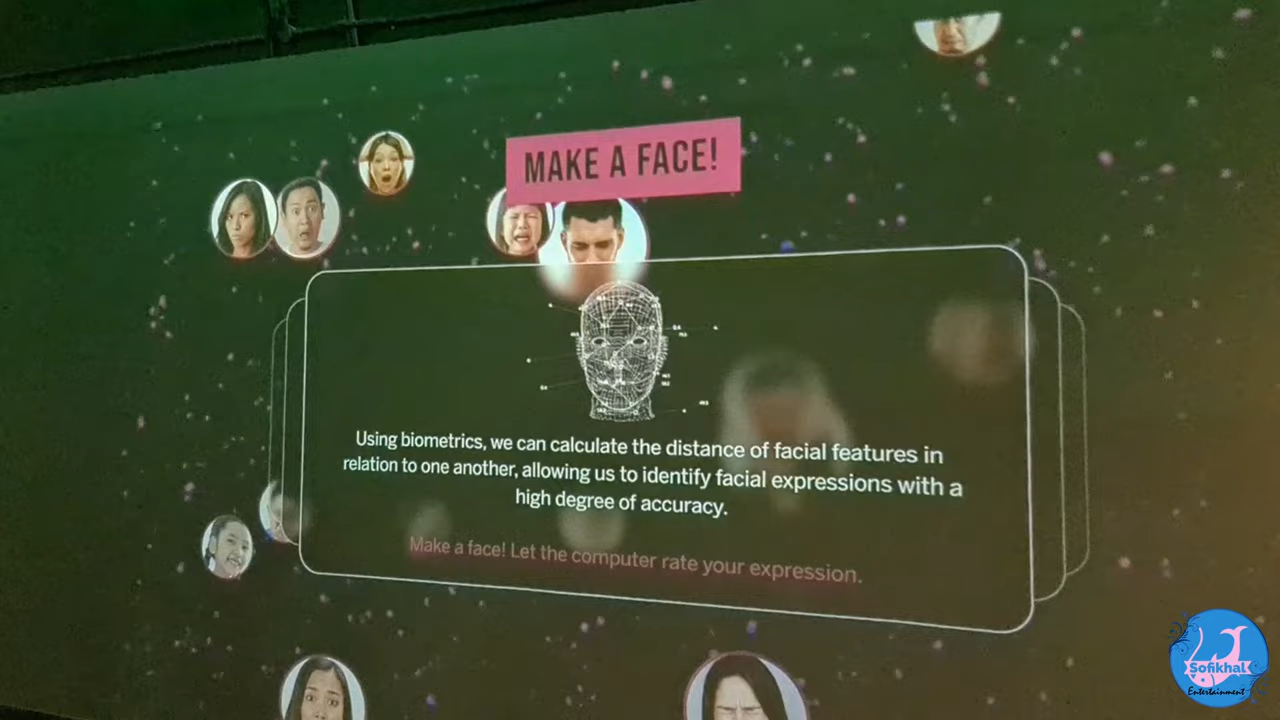 MAKE A FACE!
Using biometrics, we can calculate the distance of facial features in
relation to one another, allowing us to identify facial expressions with a
high degree of accuracy.
Make a face! Let the computer rate your expression.
Sofikhal
Entertainment